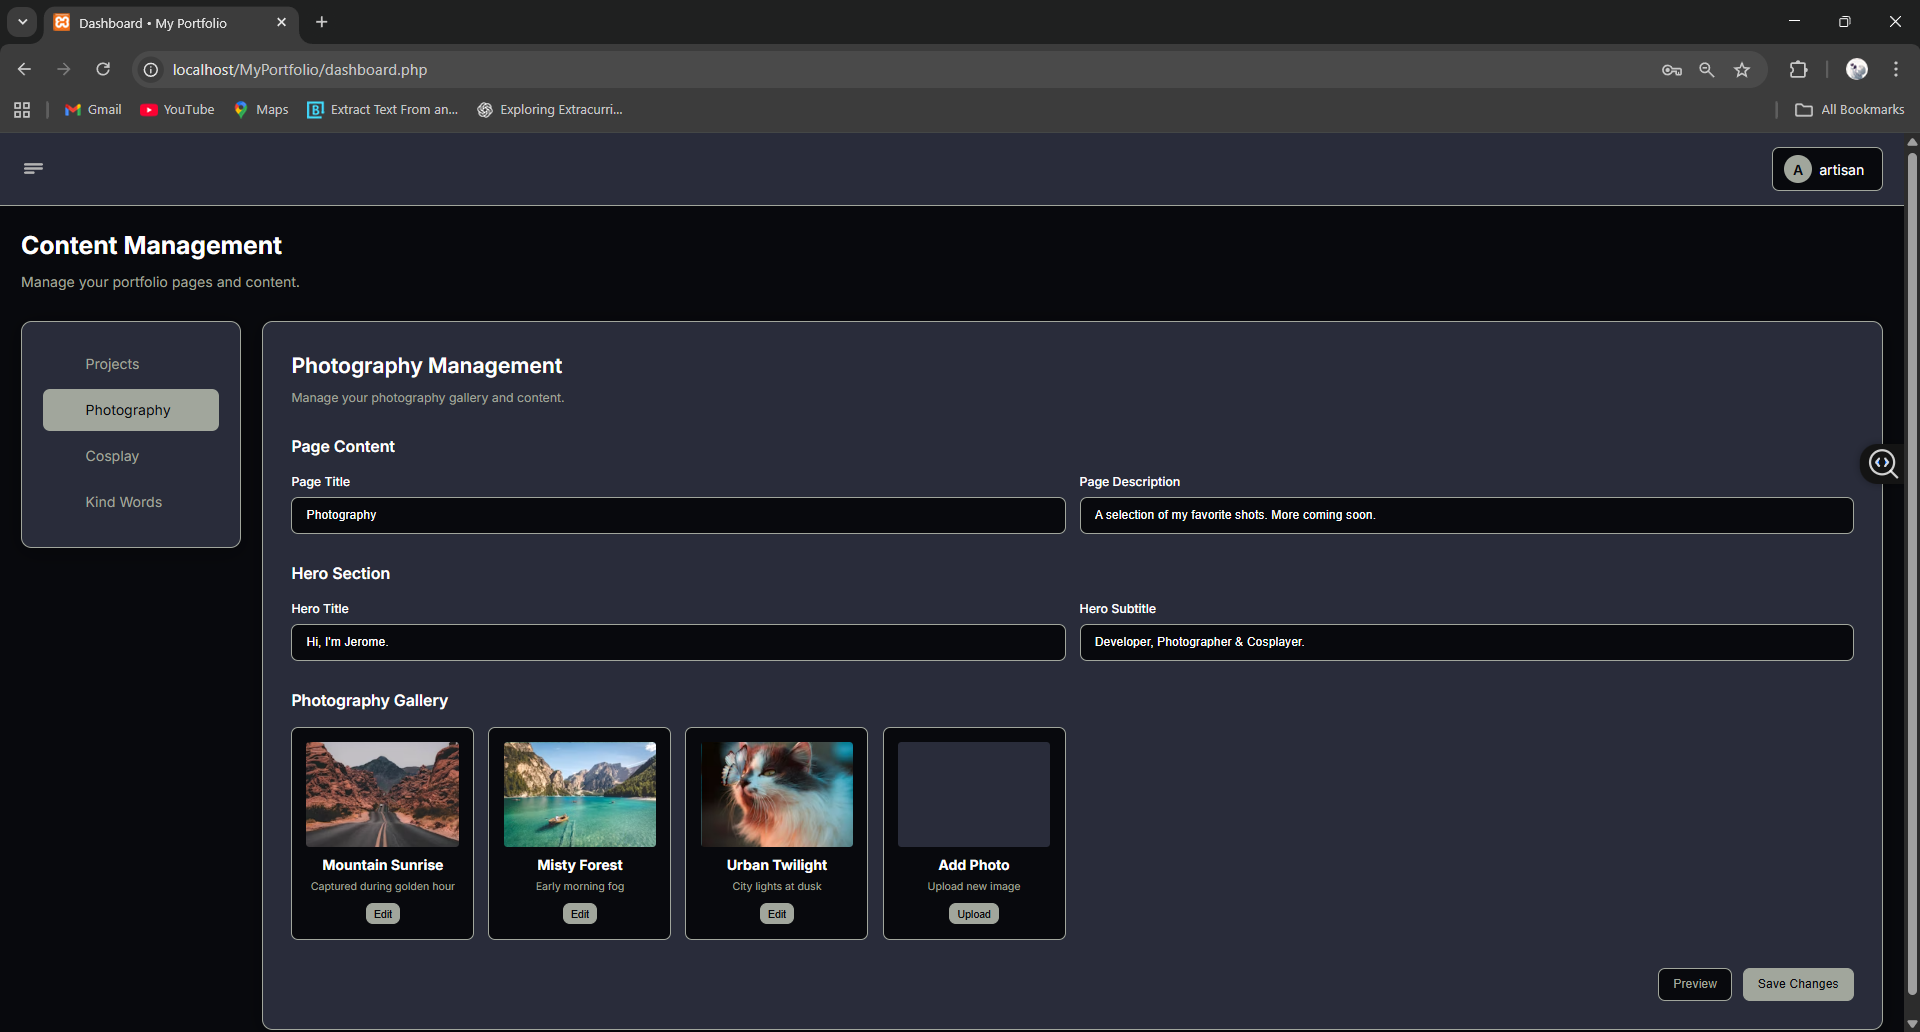 Dashboard • My Portfolio
localhost/MyPortfolio/dashboard.php
Gmail
YouTube
Maps
Extract Text From an...
Exploring Extracurri...
All Bookmarks
A artisan
Content Management
Manage your portfolio pages and content.
Projects
Photography
Cosplay
Kind Words
Photography Management
Manage your photography gallery and content.
Page Content
Page Title
Page Description
Photography
A selection of my favorite shots. More coming soon.
Hero Section
Hero Title
Hero Subtitle
Hi, I'm Jerome.
Developer, Photographer & Cosplayer.
Photography Gallery
Mountain Sunrise
Captured during golden hour
Edit
Misty Forest
Early morning fog
Edit
Urban Twilight
City lights at dusk
Edit
Add Photo
Upload new image
Upload
Preview
Save Changes